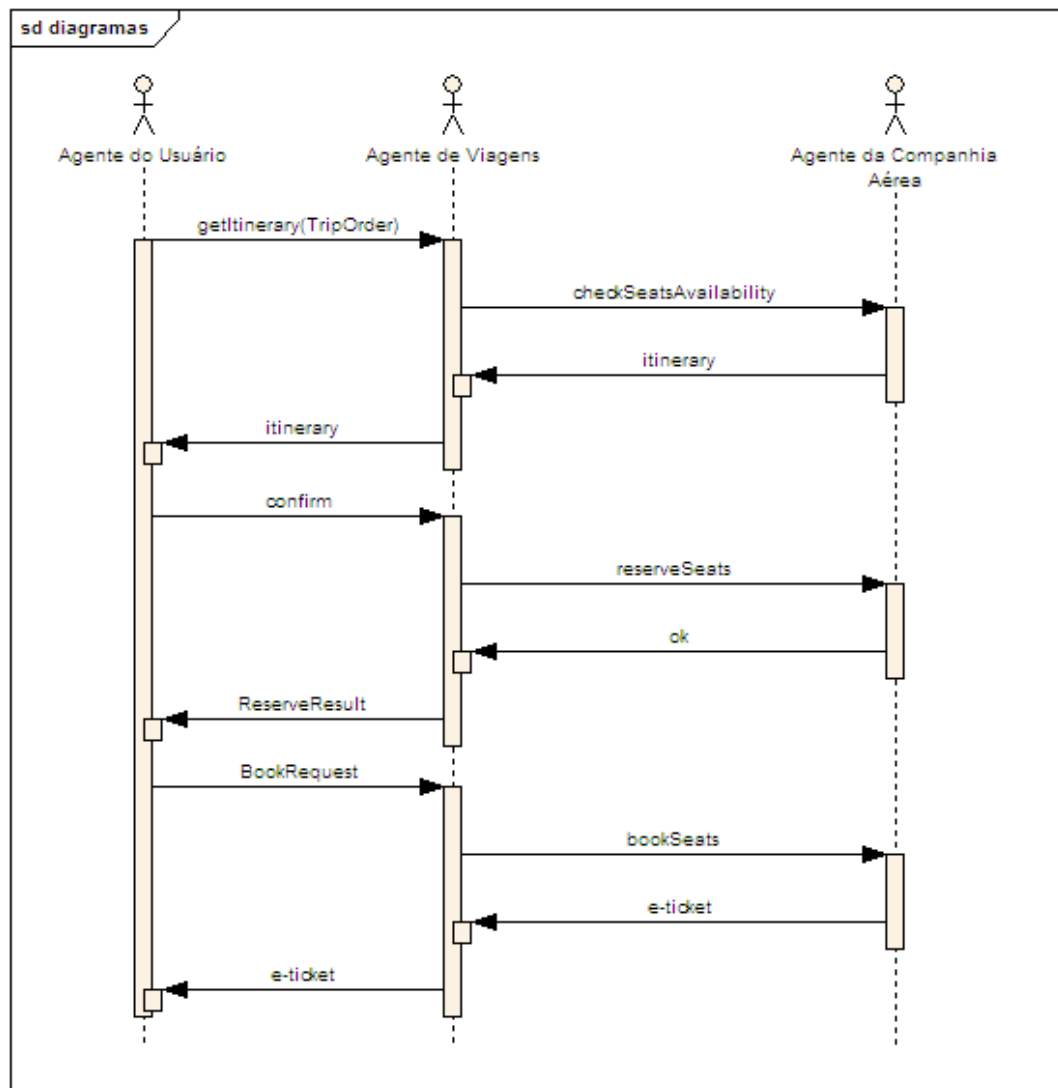 sd diagramas
Agente do Usuário
Agente de Viagens
Agente da Companhia
Aérea
getItinerary(TripOrder)
checkSeatsAvailability
itinerary
itinerary
confirm
reserveSeats
ok
ReserveResult
BookRequest
bookSeats
e-ticket
e-ticket